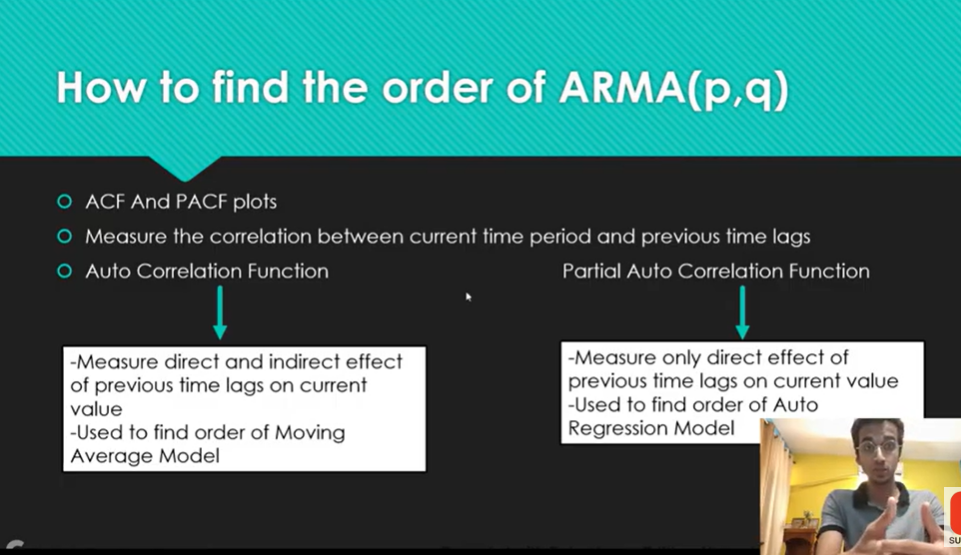 How to find the order of ARMA(p,q)
ACF And PACF plots
Measure the correlation between current time period and previous time lags
Auto Correlation Function
Partial Auto Correlation Function
-Measure direct and indirect effect
of previous time lags on current
value
-Used to find order of Moving
Average Model
-Measure only direct effect of
previous time lags on current value
-Used to find order of Auto
Regression Model
SU